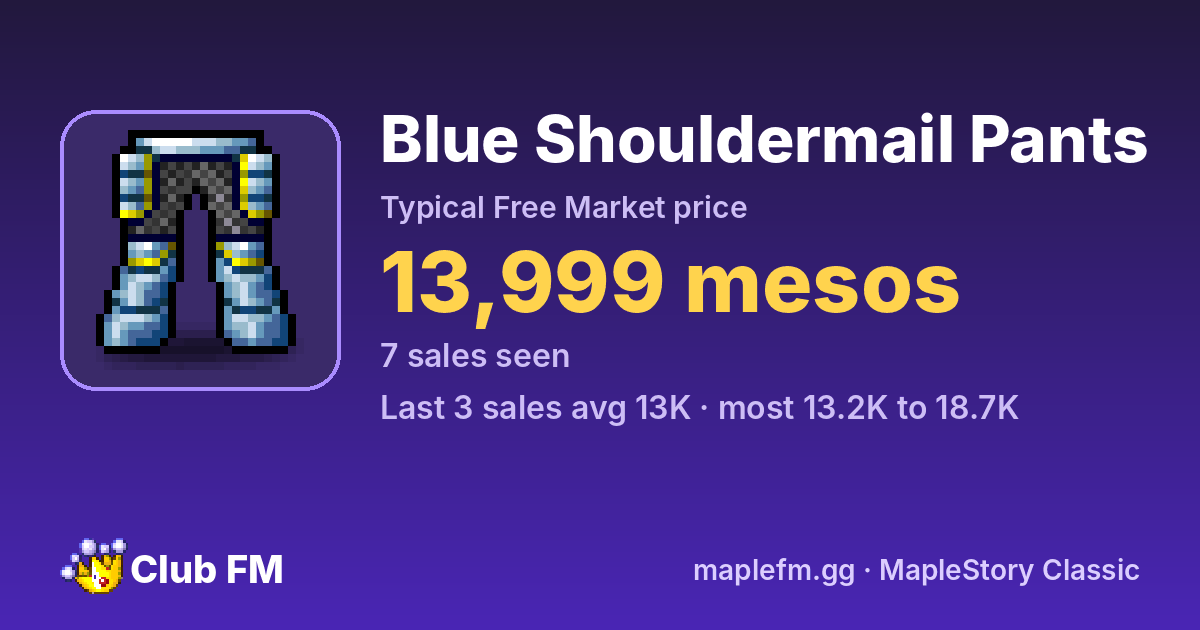 Blue Shouldermail Pants
Typical Free Market price
13,999 mesos
7 sales seen
Last 3 sales avg 13K · most 13.2K to 18.7K
Club FM
maplefm.gg · MapleStory Classic